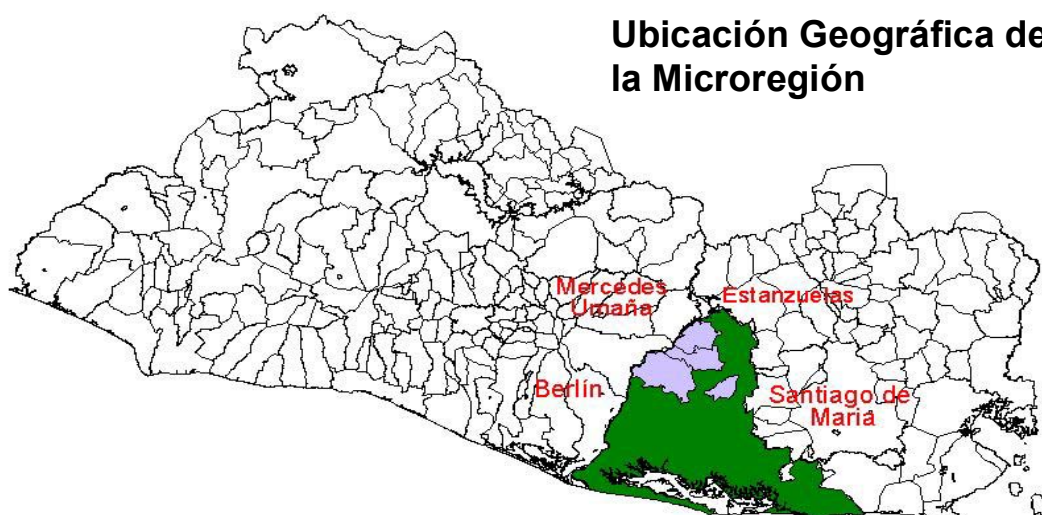 Ubicación Geográfica de
la Microregión
Mercedes
Umaña
Estanzuelas
Berlín
Santiago de
Maria